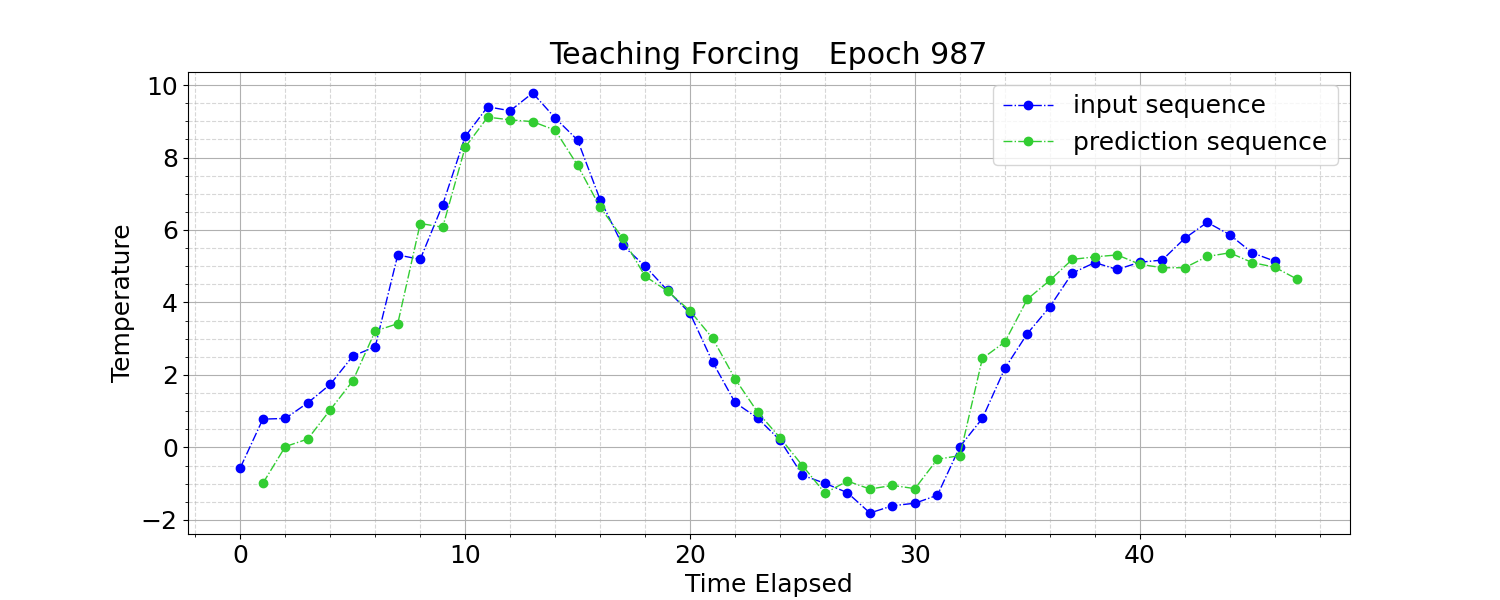 Teaching Forcing   Epoch 987
10
8
6
4
2
0
−2
Temperature
input sequence
prediction sequence
0 10 20 30 40
Time Elapsed